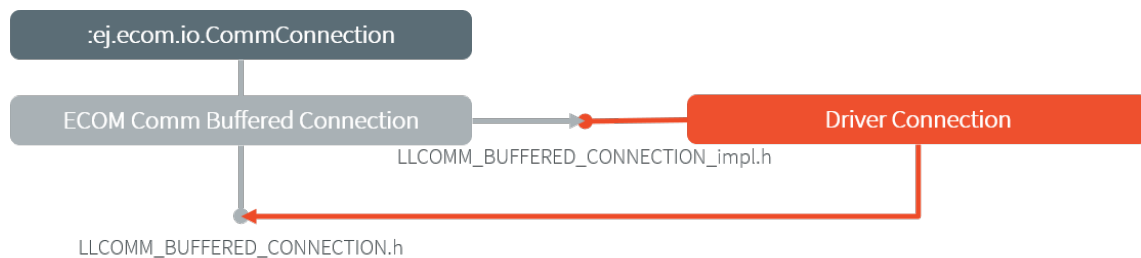 :ej.ecom.io.CommConnection
ECOM Comm Buffered Connection
Driver Connection
LLCOMM_BUFFERED_CONNECTION_impl.h
LLCOMM_BUFFERED_CONNECTION.h